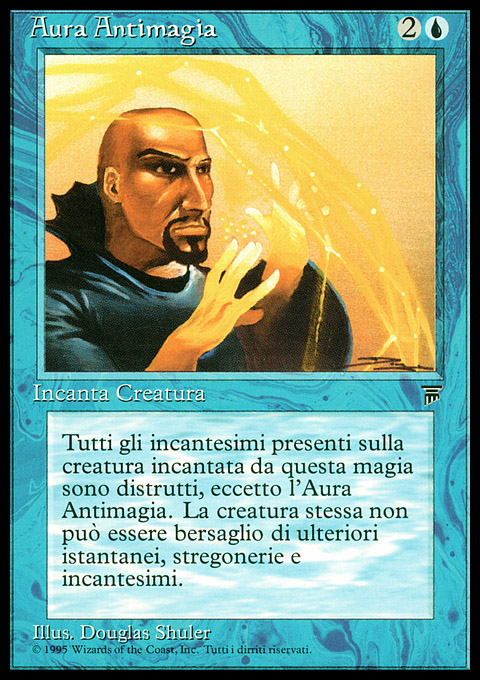 Aura Antimagia
2
Incanta Creatura
Tutti gli incantesimi presenti sulla
creatura incantata da questa magia
sono distrutti, eccetto l'Aura
Antimagia. La creatura stessa non
può essere bersaglio di ulteriori
istantanei, stregonerie e
incantesimi.
Illus. Douglas Shuler
© 1995 Wizards of the Coast, Inc. Tutti i dirriti riservati.